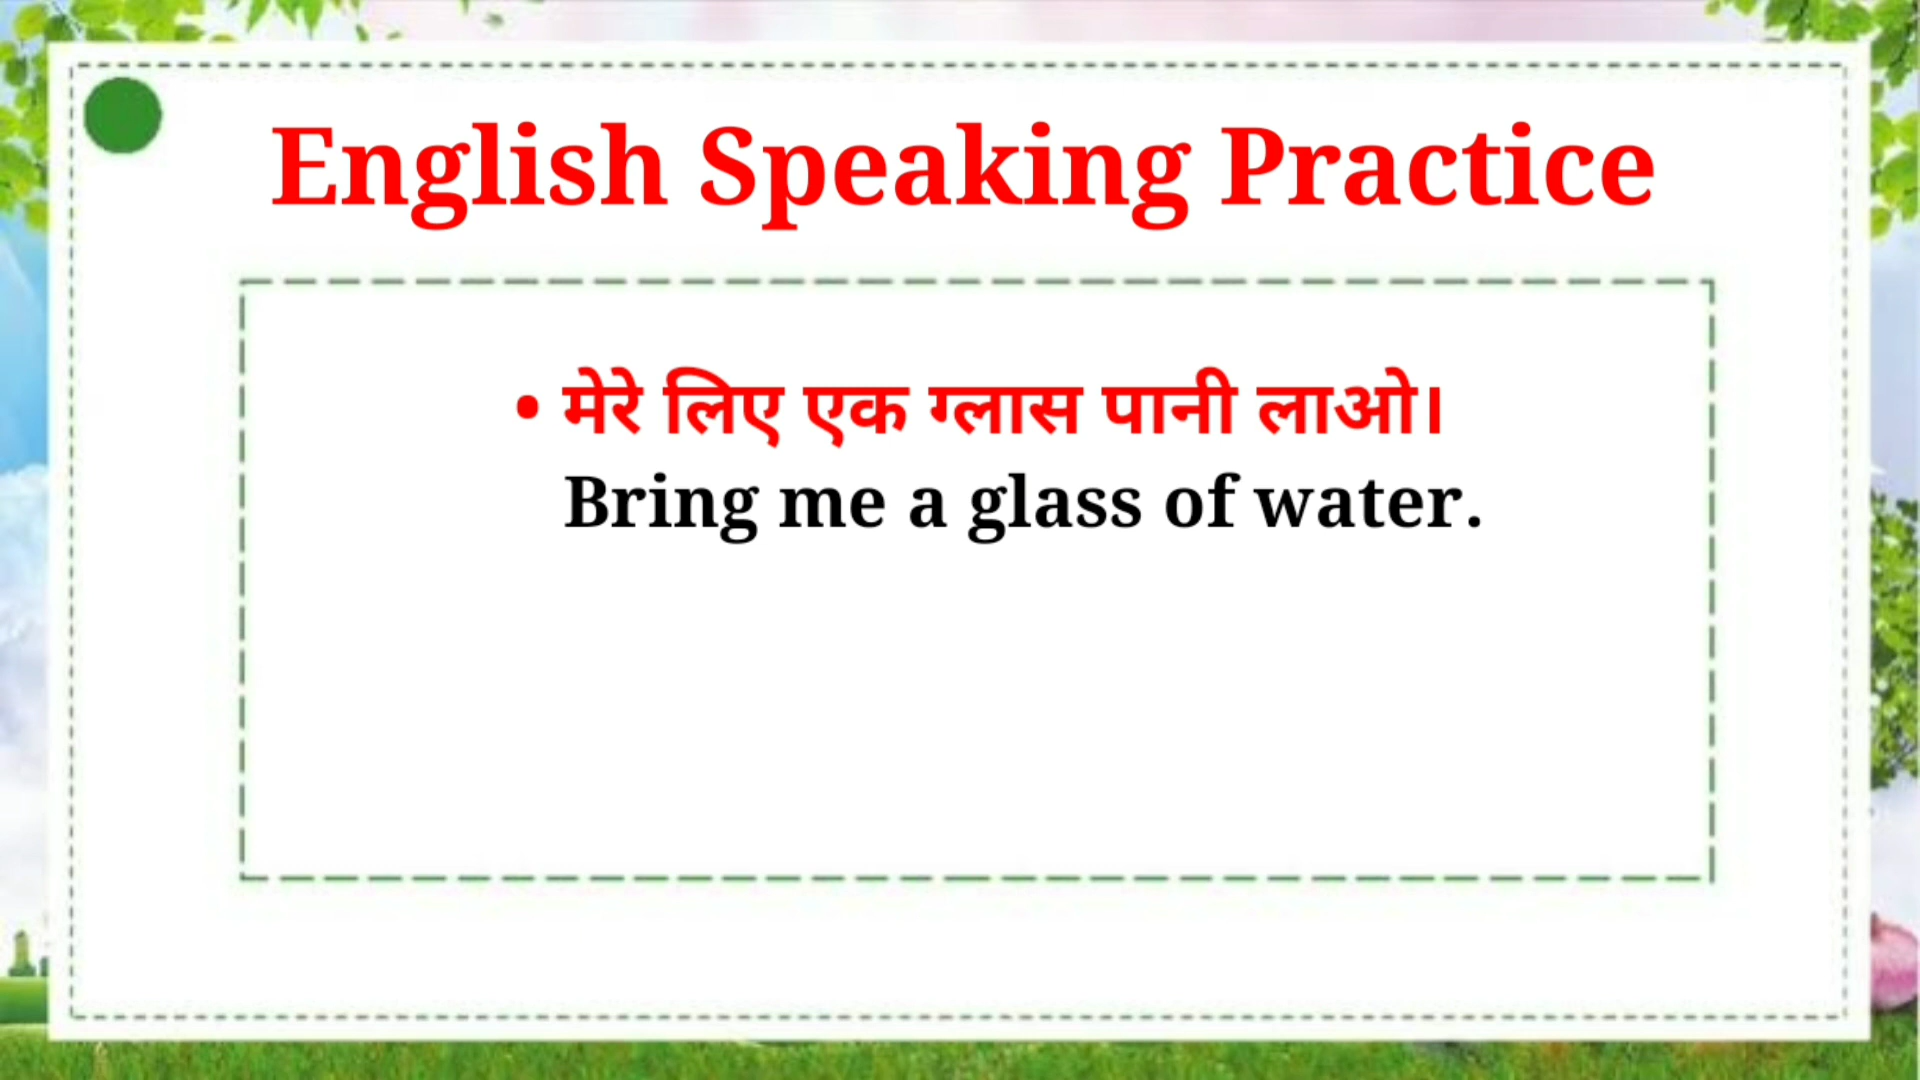 English Speaking Practice
• मेरे लिए एक ग्लास पानी लाओ।
Bring me a glass of water.